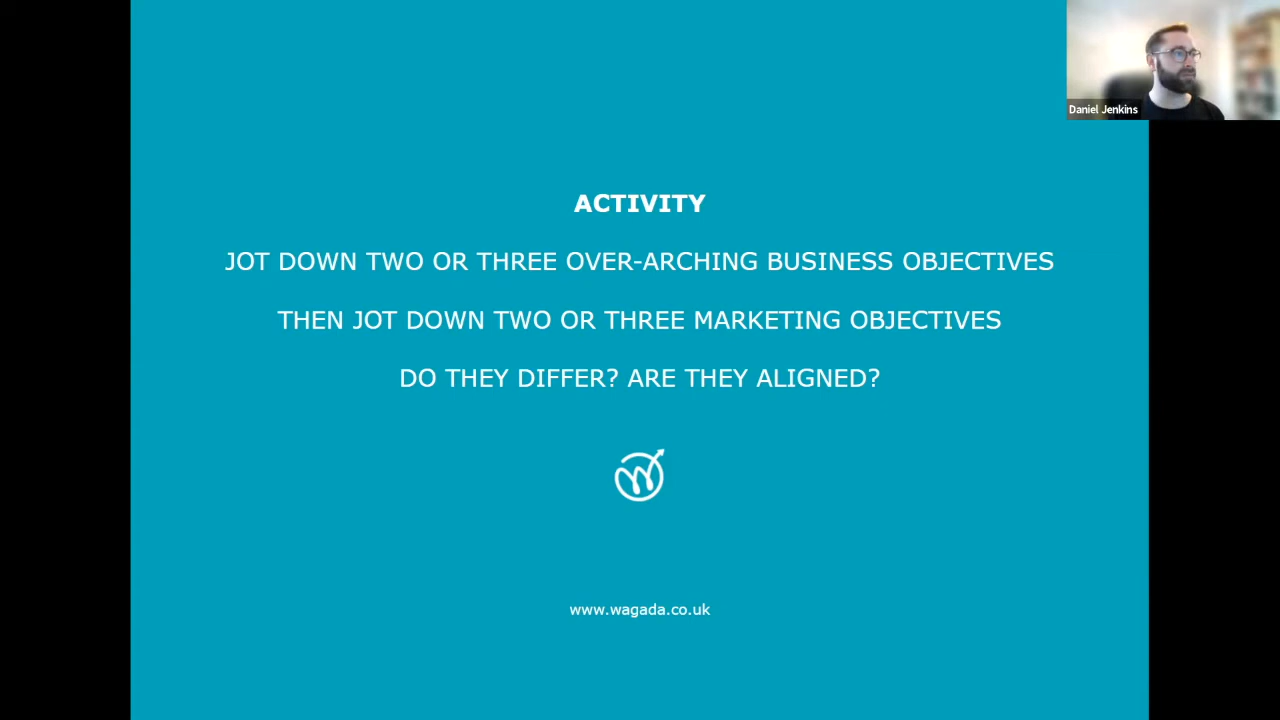 Daniel Jenkins
ACTIVITY
JOT DOWN TWO OR THREE OVER-ARCHING BUSINESS OBJECTIVES
THEN JOT DOWN TWO OR THREE MARKETING OBJECTIVES
DO THEY DIFFER? ARE THEY ALIGNED?
www.wagada.co.uk